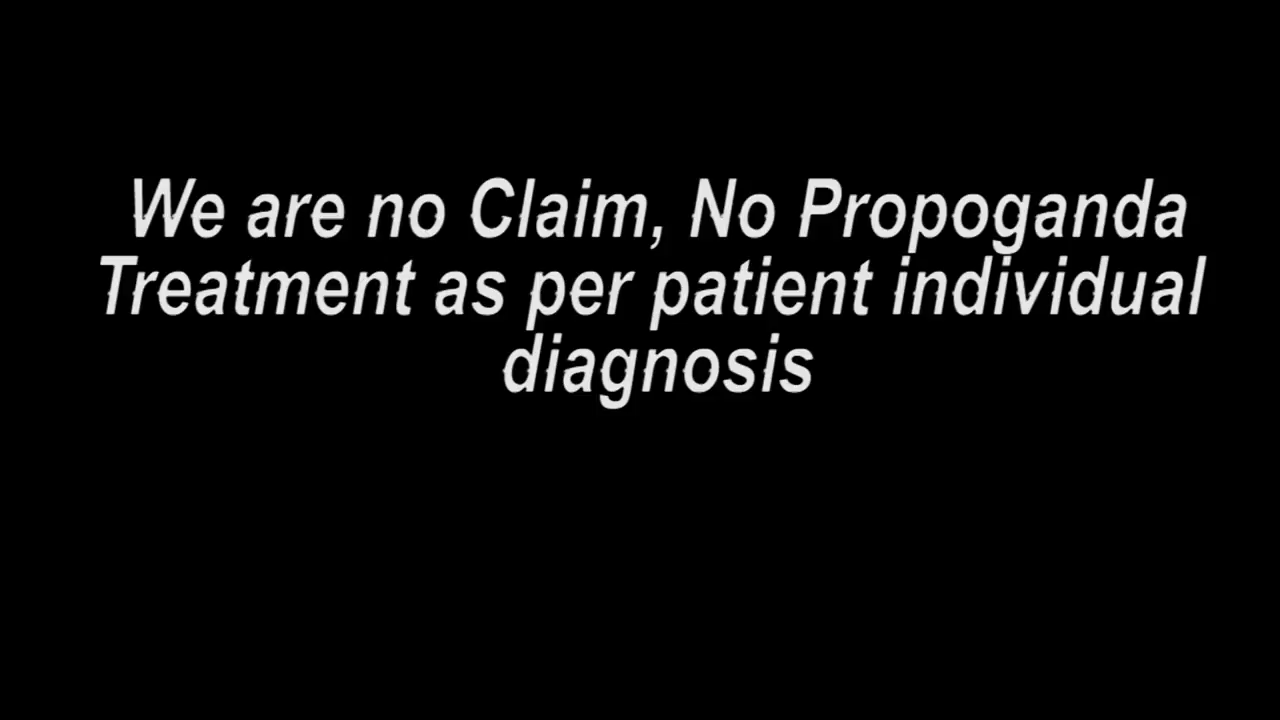 We are no Claim, No Propoganda
Treatment as per patient individual
diagnosis